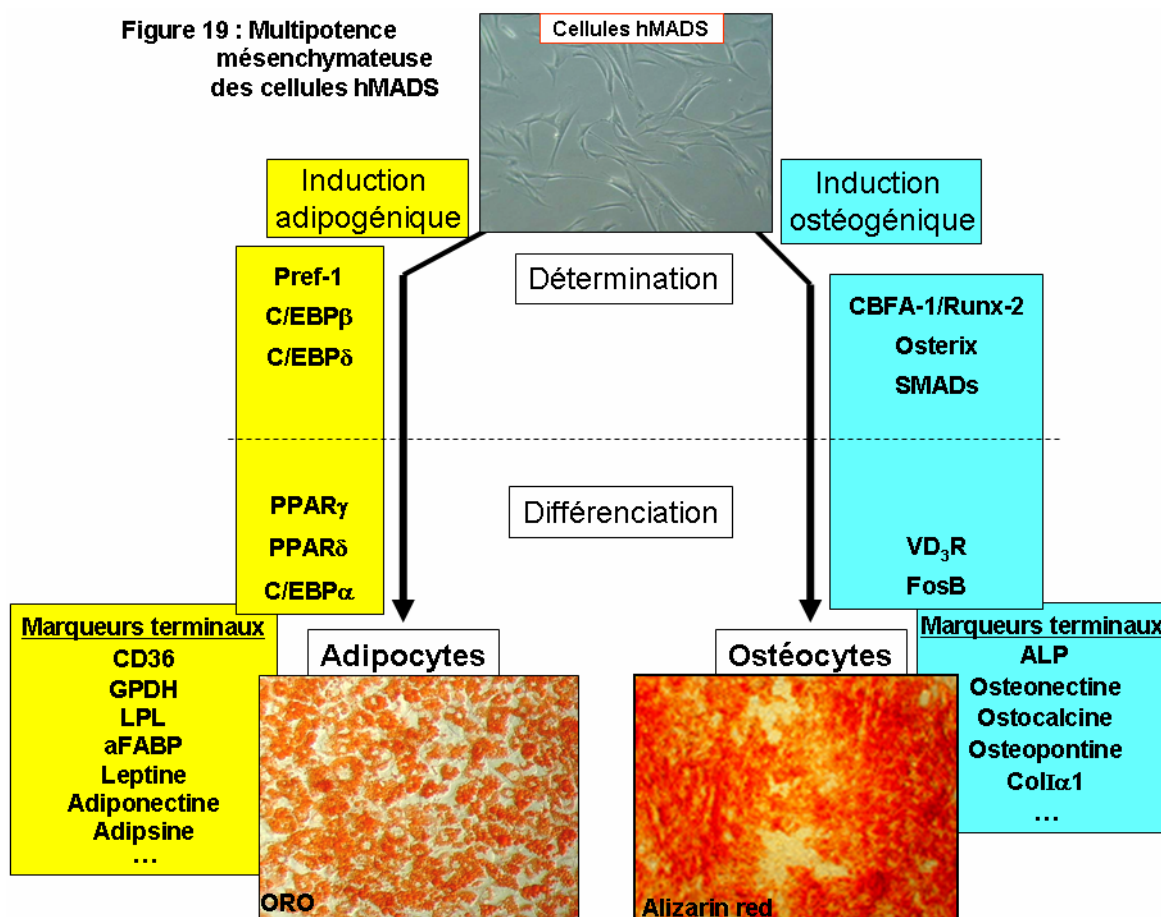 Figure 19 : Multipotence
mésenchymateuse
des cellules hMADS
Cellules hMADS
Induction
adipogénique
Induction
ostéogénique
Détermination
Pref-1
C/EBPβ
C/EBPδ
CBFA-1/Runx-2
Osterix
SMADs
Différenciation
PPARγ
PPARδ
C/EBPα
VD₃R
FosB
Marqueurs terminaux
CD36
GPDH
LPL
aFABP
Leptine
Adiponectine
Adipsine
…
Adipocytes
ORO
Ostéocytes
Alizarin red
Marqueurs terminaux
ALP
Osteonectine
Ostocalcine
Osteopontine
ColIα1
…